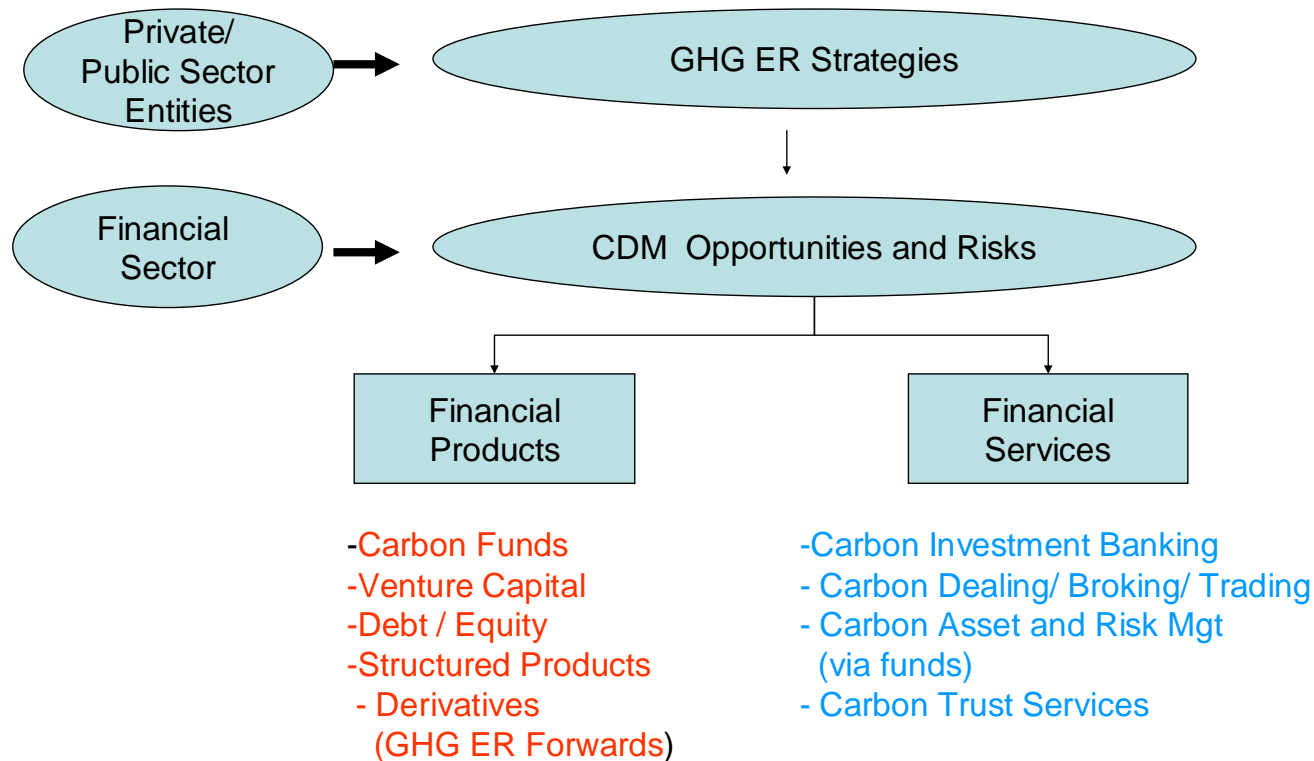 Private/
Public Sector
Entities
GHG ER Strategies
Financial
Sector
CDM  Opportunities and Risks
Financial
Products
Financial
Services
-Carbon Funds
-Venture Capital
-Debt / Equity
-Structured Products
- Derivatives
(GHG ER Forwards)
-Carbon Investment Banking
- Carbon Dealing/ Broking/ Trading
- Carbon Asset and Risk Mgt
(via funds)
- Carbon Trust Services